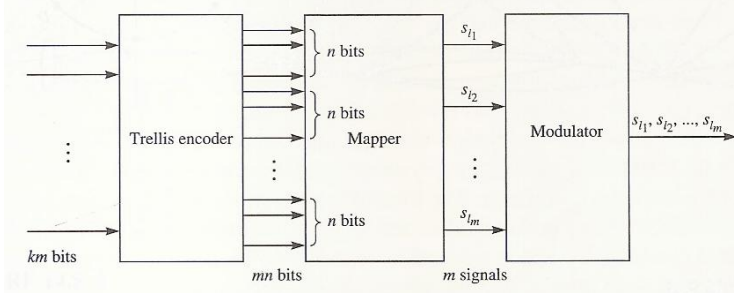 Trellis encoder
n bits
n bits
n bits
Mapper
s_{l_1}
s_{l_2}
s_{l_m}
Modulator
s_{l_1}, s_{l_2}, ..., s_{l_m}
km bits
mn bits
m signals